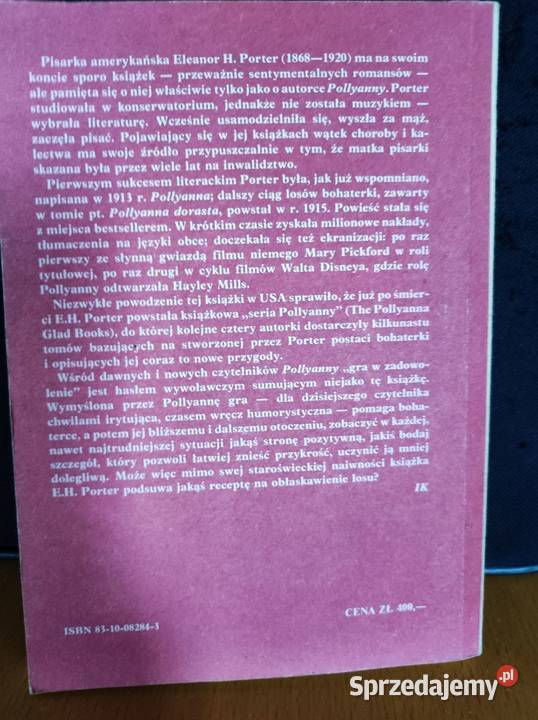 Pisarka amerykańska Eleanor H. Porter (1868—1920) ma na swoim
koncie sporo książek — przeważnie sentymentalnych romansów —
ale pamięta się o niej właściwie tylko jako o autorce Pollyanny. Porter
studiowała w konserwatorium, jednakże nie została muzykiem —
wybrała literaturę. Wcześnie usamodzielniła się, wyszła za mąż,
zaczęła pisać. Pojawiający się w jej książkach wątek choroby i ka-
lectwa ma swoje źródło przypuszczalnie w tym, że matka pisarki
skazana była przez wiele lat na inwalidztwo.
Pierwszym sukcesem literackim Porter była, jak już wspomniano,
napisana w 1913 r. Pollyanna; dalszy ciąg losów bohaterki, zawarty
w tomie pt. Pollyanna dorasta, powstał w r. 1915. Powieść stała się
z miejsca bestsellerem. W krótkim czasie zyskała milionowe nakłady,
tłumaczenia na języki obce; doczekała się też ekranizacji: po raz
pierwszy ze słynną gwiazdą filmu niemego Mary Pickford w roli
tytułowej, po raz drugi w cyklu filmów Walta Disneya, gdzie rolę
Pollyanny odtwarzała Hayley Mills.
Niezwykłe powodzenie tej książki w USA sprawiło, że już po śmier-
ci E.H. Porter powstała książkowa „seria Pollyanny” (The Pollyanna
Glad Books), do której kolejne cztery autorki dostarczyły kilkunastu
tomów bazujących na stworzonej przez Porter postaci bohaterki
i opisujących jej coraz to nowe przygody.
Wśród dawnych i nowych czytelników Pollyanny „gra w zadowo-
lenie” jest hasłem wywoławczym sumującym niejako tę książkę.
Wymyślona przez Pollyannę gra — dla dzisiejszego czytelnika
chwilami irytująca, czasem wręcz humorystyczna — pomaga boha-
terce, a potem jej bliższemu i dalszemu otoczeniu, zobaczyć w każdej,
nawet najtrudniejszej sytuacji jakąś stronę pozytywną, jakiś bodaj
szczegół, który pozwoli łatwiej znieść przykrość, uczynić ją mniej
dolegliwą. Może więc mimo swej staroświeckiej naiwności książka
E.H. Porter podsuwa jakąś receptę na obłaskawienie losu?
IK
CENA ZŁ 400,—
ISBN 83-10-08284-3
Sprzedajemy.pl